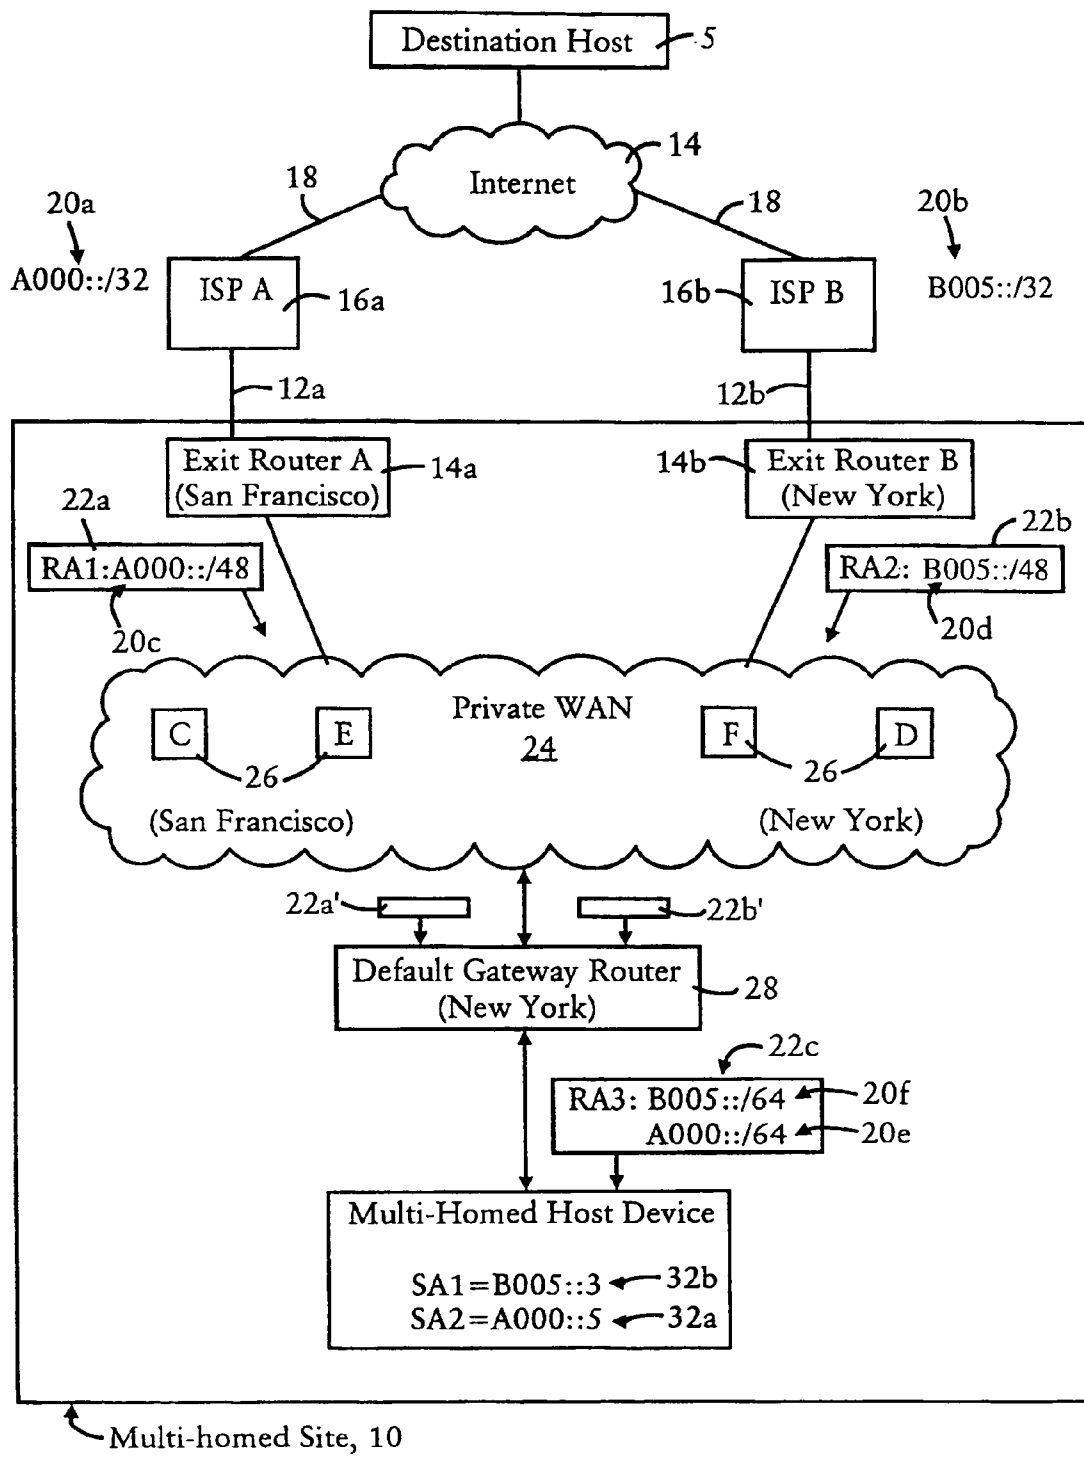 Destination Host
5
14
Internet
18
18
20a
20b
A000::/32
ISP A
16a
16b
ISP B
B005::/32
12a
12b
Exit Router A
(San Francisco)
14a
14b
Exit Router B
(New York)
22a
22b
RA1:A000::/48
RA2: B005::/48
20c
20d
Private WAN
24
C
E
F
D
26
26
(San Francisco)
(New York)
22a'
22b'
Default Gateway Router
(New York)
28
22c
RA3: B005::/64
20f
A000::/64
20e
Multi-Homed Host Device
SA1=B005::3
32b
SA2=A000::5
32a
Multi-homed Site, 10